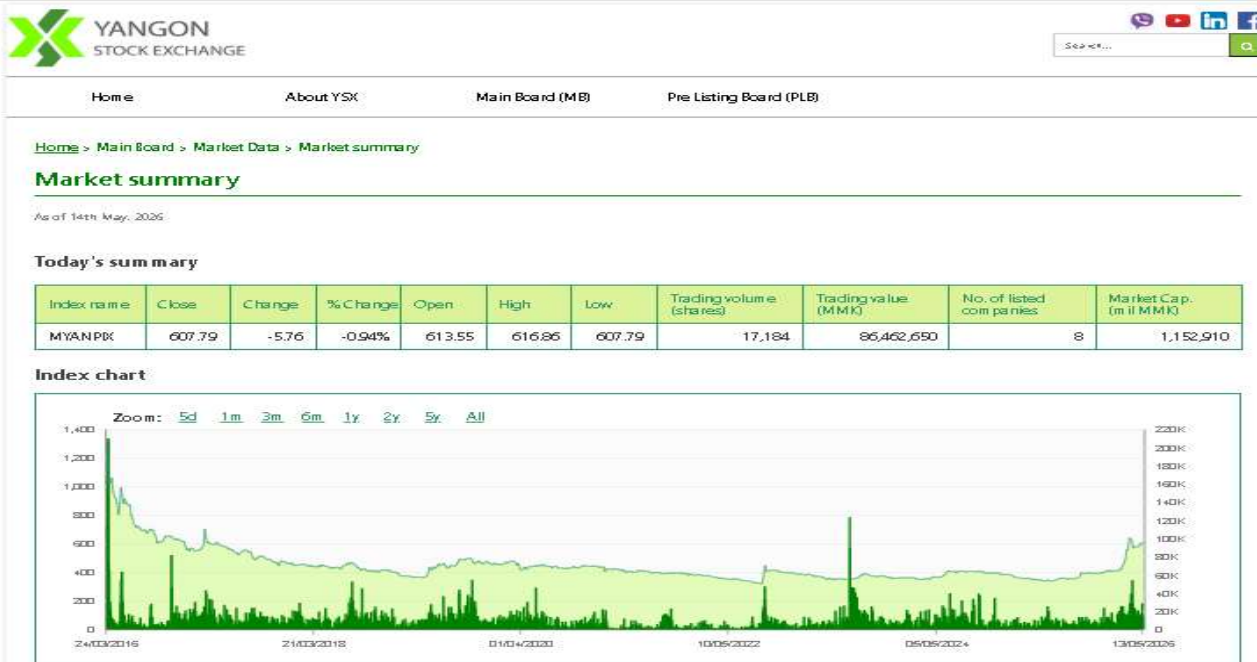 YANGON
STOCK EXCHANGE
Search...
Home About YSX Main Board (MB) Pre Listing Board (PLB)
Home > Main Board > Market Data > Market summary
Market summary
As of 14th May, 2026
Today's summary
Index name Close Change % Change Open High Low Trading volume (shares) Trading value (MMK) No. of listed companies Market Cap. (mil MMK)
MYANPIX 607.79 -5.76 -0.94% 613.55 616.86 607.79 17,184 86,462,650 8 1,152,910
Index chart
Zoom: 5d 1m 3m 6m 1y 2y 5y All
1,400 220K
1,200 200K
180K
1,000 160K
140K
800 120K
600 100K
80K
400 60K
40K
200 20K
0 0
24/03/2016 21/03/2018 01/04/2020 10/05/2022 13/05/2026